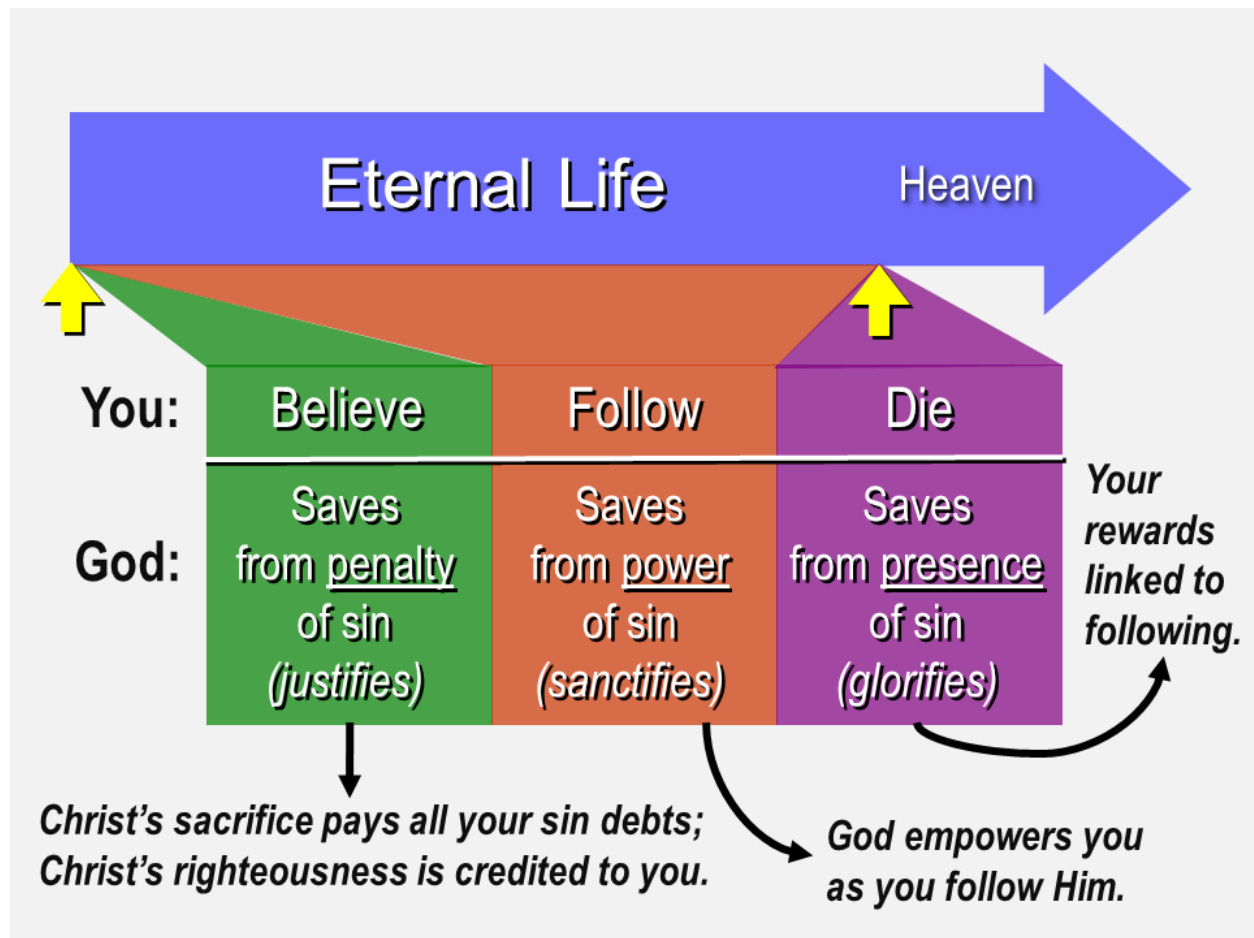 Eternal Life
Heaven
You:
Believe
Follow
Die
God:
Saves
from penalty
of sin
(justifies)
Saves
from power
of sin
(sanctifies)
Saves
from presence
of sin
(glorifies)
Your
rewards
linked to
following.
Christ’s sacrifice pays all your sin debts;
Christ’s righteousness is credited to you.
God empowers you
as you follow Him.